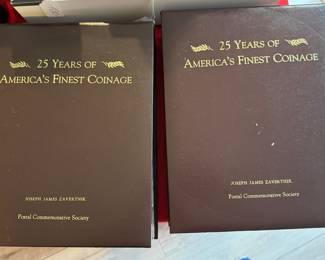 25 YEARS OF
AMERICA'S FINEST COINAGE
JOSEPH JAMES ZAVERTNIK
Postal Commemorative Society
25 YEARS OF
AMERICA'S FINEST COINAGE
JOSEPH JAMES ZAVERTNIK
Postal Commemorative Society